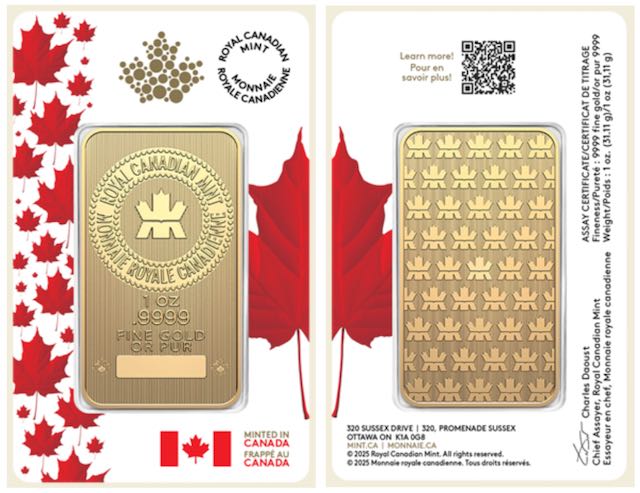 ROYAL CANADIAN
MINT
MONNAIE
ROYALE CANADIENNE
ROYAL CANADIAN MINT
MONNAIE ROYALE CANADIENNE
1 OZ
.9999
FINE GOLD
OR PUR
MINTED IN
CANADA
FRAPPÉ AU
CANADA
Learn more!
Pour en
savoir plus!
ASSAY CERTIFICATE/CERTIFICAT DE TITRAGE
Fineness/Pureté : 9999 fine gold/or pur 9999
Weight/Poids : 1 oz. (31,11 g)/1 oz (31,11 g)
Charles Daoust
Chief Assayer, Royal Canadian Mint
Essayeur en chef, Monnaie royale canadienne
320 SUSSEX DRIVE | 320, PROMENADE SUSSEX
OTTAWA ON K1A 0G8
MINT.CA | MONNAIE.CA
© 2025 Royal Canadian Mint. All rights reserved.
© 2025 Monnaie royale canadienne. Tous droits réservés.